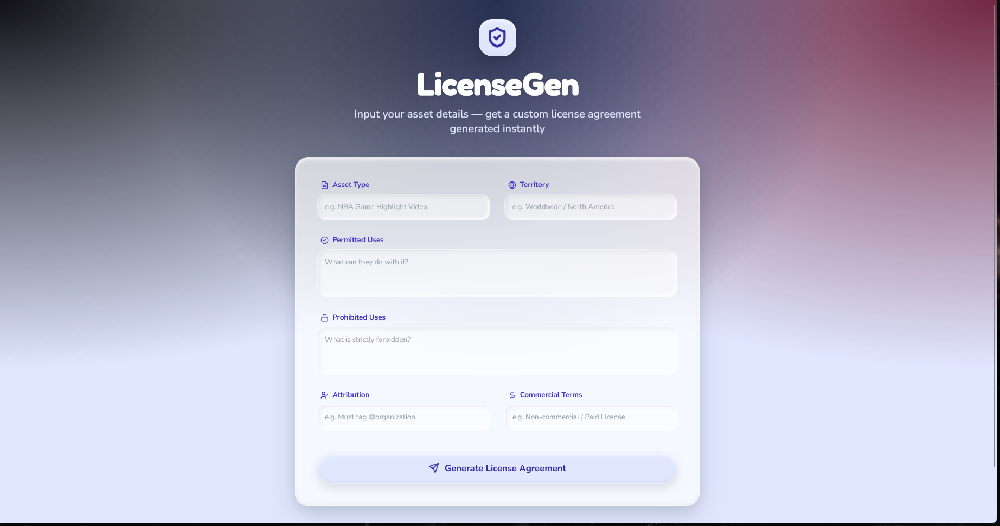 LicenseGen
Input your asset details — get a custom license agreement
generated instantly
Asset Type
Territory
e.g. NBA Game Highlight Video
e.g. Worldwide / North America
Permitted Uses
What can they do with it?
Prohibited Uses
What is strictly forbidden?
Attribution
Commercial Terms
e.g. Must tag @organization
e.g. Non-commercial / Paid License
Generate License Agreement